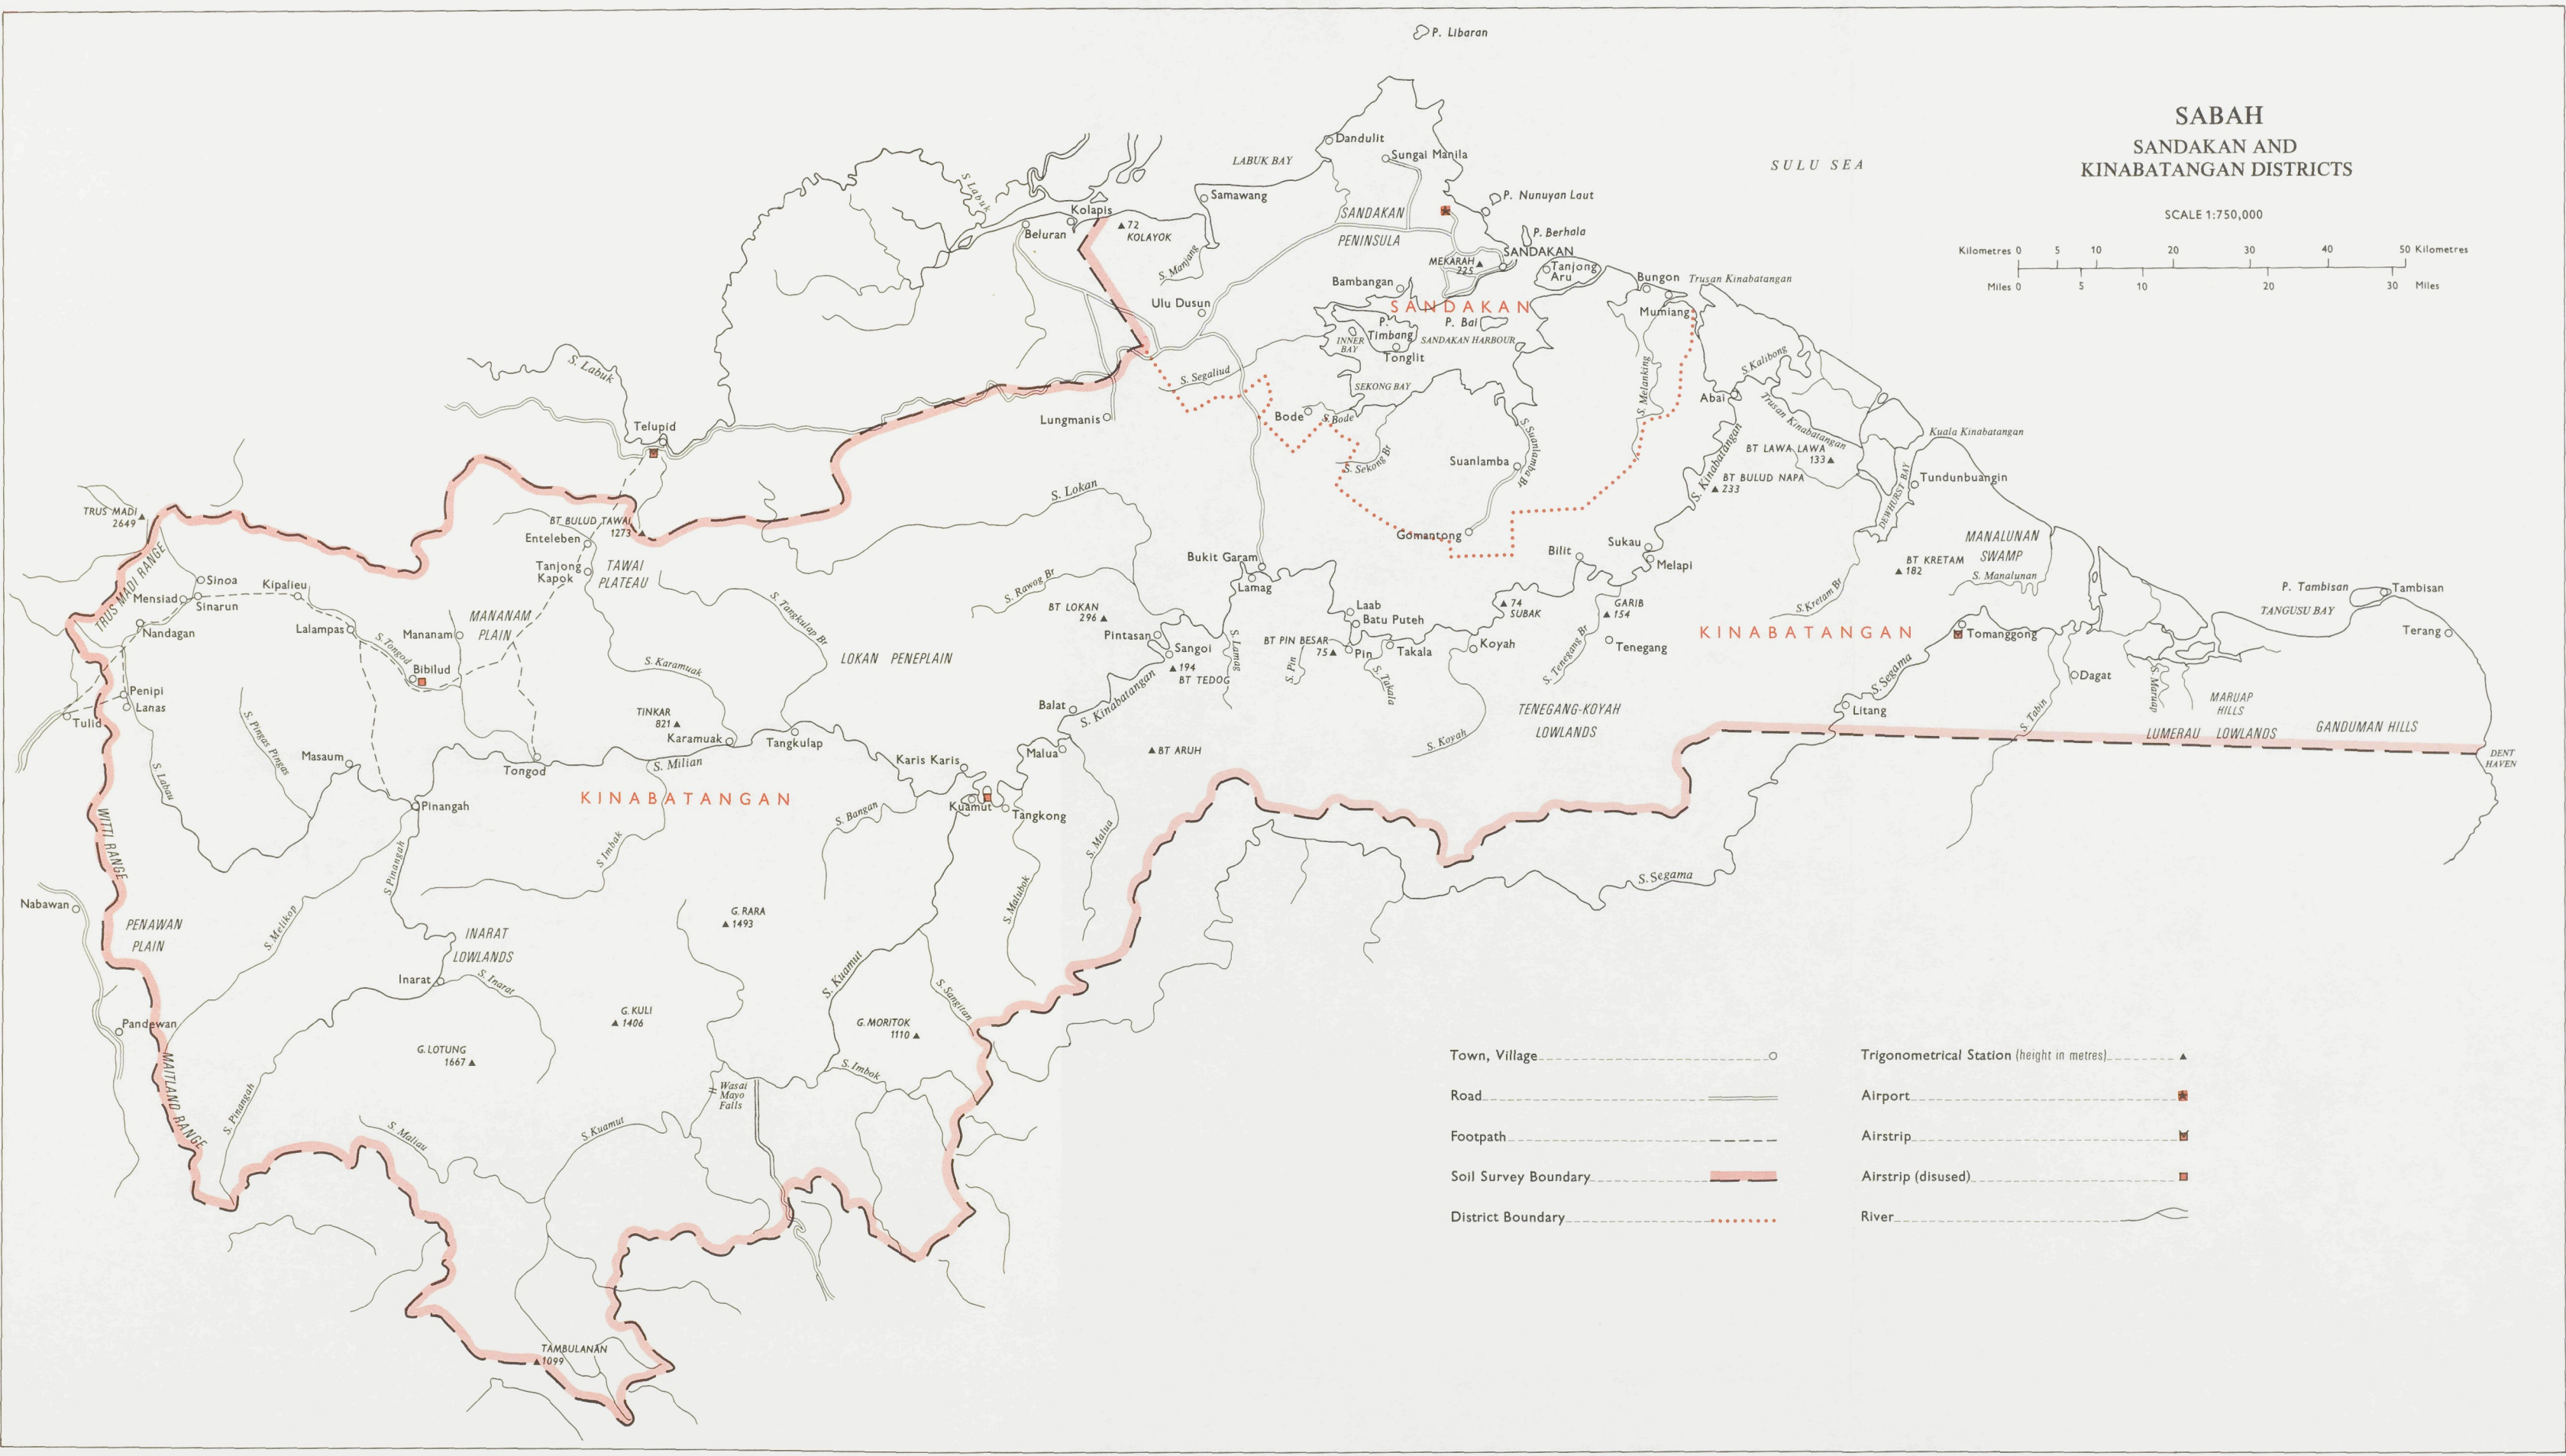 P. Libaran
SABAH
SANDAKAN AND
KINABATANGAN DISTRICTS
SCALE 1:750,000
Kilometres 0 5 10 20 30 40 50 Kilometres
Miles 0 5 10 20 30 Miles
SULU SEA
LABUK BAY
Dandulit
Sungai Manila
Samawang
SANDAKAN
PENINSULA
P. Nunuyan Laut
P. Berhala
SANDAKAN
MEKARAH
225
Tanjong
Aru
Bungon
Trusan Kinabatangan
Mumiang
Bambangan
SANDAKAN
P.
Timbang
P. Bai
INNER
BAY
SANDAKAN HARBOUR
Tonglit
SEKONG BAY
S. Labuk
Kolapis
Beluran
72
KOLAYOK
S. Manjang
Ulu Dusun
S. Segaliud
Bode
S. Bode
S. Sekong Br
Suanlamba
S. Suanlamba Br
S. Melanking
Gomantong
Lungmanis
S. Labuk
Telupid
Abai
S. Kalibong
Trusan Kinabatangan
S. Kinabatangan
BT LAWA LAWA
133
BT BULUD NAPA
233
Kuala Kinabatangan
DEWHURST BAY
Tundunbuangin
MANALUNAN
SWAMP
S. Manalunan
BT KRETAM
182
S. Kretam Br
P. Tambisan
Tambisan
TANGUSU BAY
Terang
Tomanggong
Dagat
S. Maruap
MARUAP
HILLS
S. Tabin
S. Segama
Litang
LUMERAU LOWLANDS
GANDUMAN HILLS
DENT
HAVEN
KINABATANGAN
TRUS MADI
2649
TRUS MADI RANGE
BT BULUD TAWAI
1273
Enteleben
Tanjong
Kapok
TAWAI
PLATEAU
Sinoa
Mensiad
Sinarun
Kipalieu
Nandagan
Lalampas
S. Tongod
Mananam
MANANAM
PLAIN
Bibilud
Penipi
Lanas
Tulid
S. Pingas Pingas
S. Labau
Masaum
S. Karamuak
S. Tangkulap Br
LOKAN PENEPLAIN
S. Lokan
S. Rawog Br
BT LOKAN
296
Pintasan
Sangoi
194
BT TEDOG
Bukit Garam
Lamag
S. Lamag
Laab
Batu Puteh
BT PIN BESAR
75
Pin
S. Pin
Takala
S. Takala
Koyah
S. Koyah
74
SUBAK
Bilit
Sukau
Melapi
GARIB
154
Tenegang
S. Tenegang Br
TENEGANG-KOYAH
LOWLANDS
Balat
S. Kinabatangan
Malua
BT ARUH
S. Malua
TINKAR
821
Karamuak
Tangkulap
Tongod
S. Milian
Karis Karis
Kuamut
Tangkong
Pinangah
KINABATANGAN
S. Bangan
S Imbak
S Pinangah
WITTI RANGE
Nabawan
PENAWAN
PLAIN
S. Melikop
INARAT
LOWLANDS
Inarat
S. Inarat
G. RARA
1493
S. Malubok
S. Kuamut
S. Sangitan
S. Segama
Pandewan
MAITLAND RANGE
G. KULI
1406
G. LOTUNG
1667
G. MORITOK
1110
S. Imbok
Wasai
Mayo
Falls
S. Pinangah
S. Maliau
S. Kuamut
TAMBULANAN
1099
Town, Village
Road
Footpath
Soil Survey Boundary
District Boundary
Trigonometrical Station (height in metres)
Airport
Airstrip
Airstrip (disused)
River